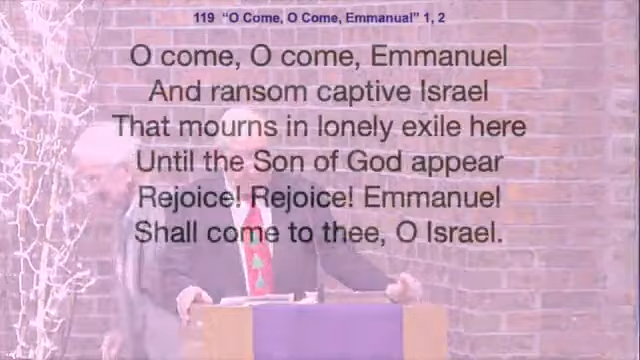 119 “O Come, O Come, Emmanual” 1, 2
O come, O come, Emmanuel
And ransom captive Israel
That mourns in lonely exile here
Until the Son of God appear
Rejoice! Rejoice! Emmanuel
Shall come to thee, O Israel.